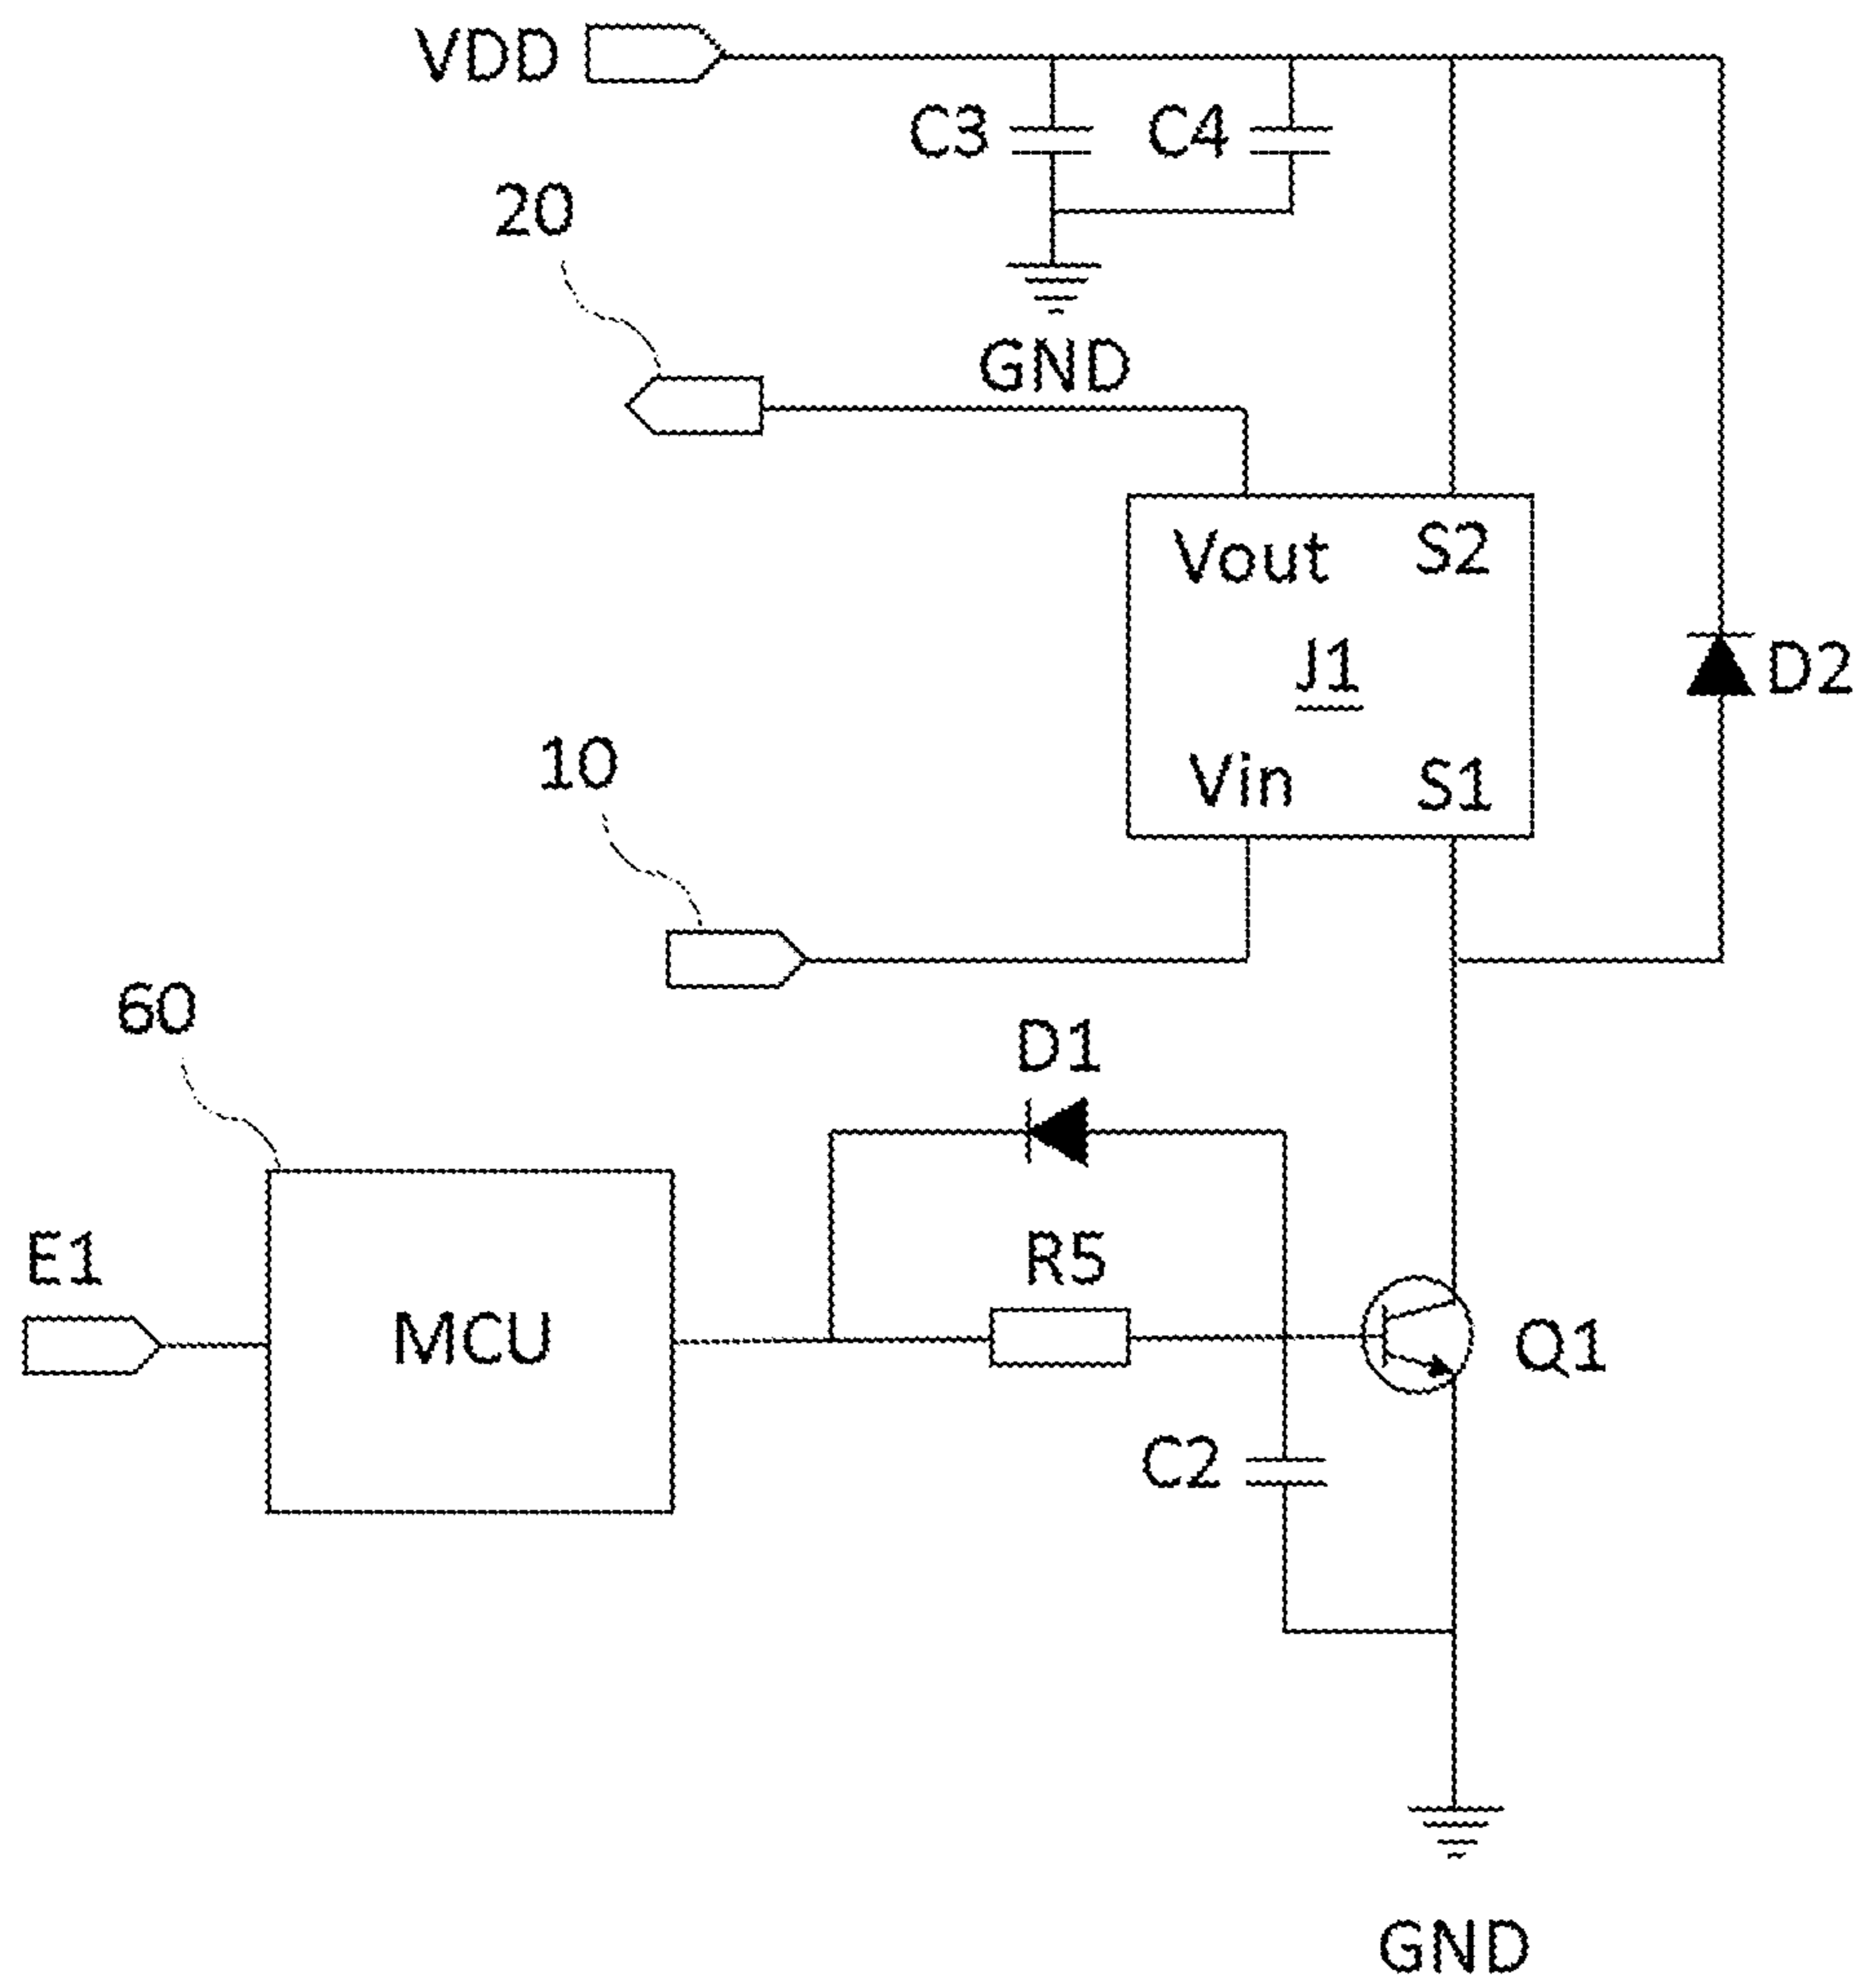 VDD
C3
C4
20
GND
Vout
S2
J1
D2
Vin
S1
10
60
D1
E1
R5
MCU
Q1
C2
GND